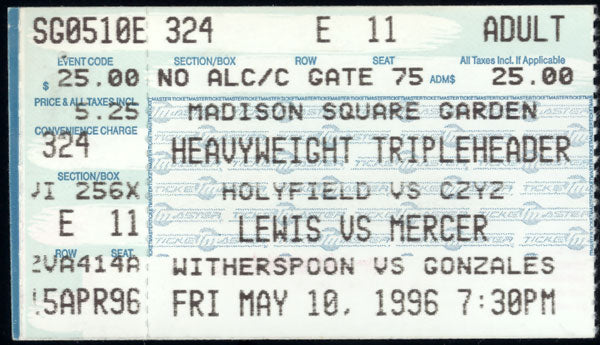 SG0510E 324 E 11 ADULT
EVENT CODE SECTION/BOX ROW SEAT All Taxes Incl. If Applicable
$ 25.00 NO ALC/C GATE 75 ADM$ 25.00
PRICE & ALL TAXES INCL.
5.25 MADISON SQUARE GARDEN
CONVENIENCE CHARGE
324 HEAVYWEIGHT TRIPLEHEADER
SECTION/BOX
JI 256X HOLYFIELD VS CZYZ
E 11 LEWIS VS MERCER
ROW SEAT
2VA414A WITHERSPOON VS GONZALES
5APR96 FRI MAY 10, 1996 7:30PM